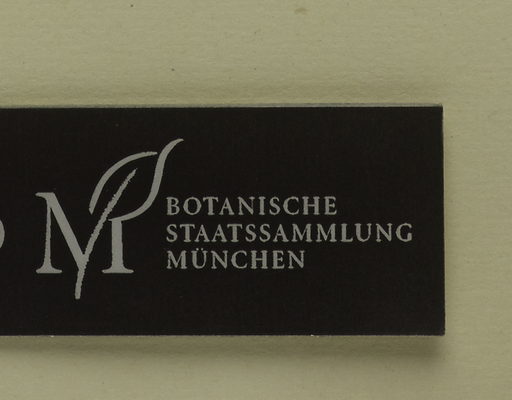 M
BOTANISCHE
STAATSSAMMLUNG
MÜNCHEN